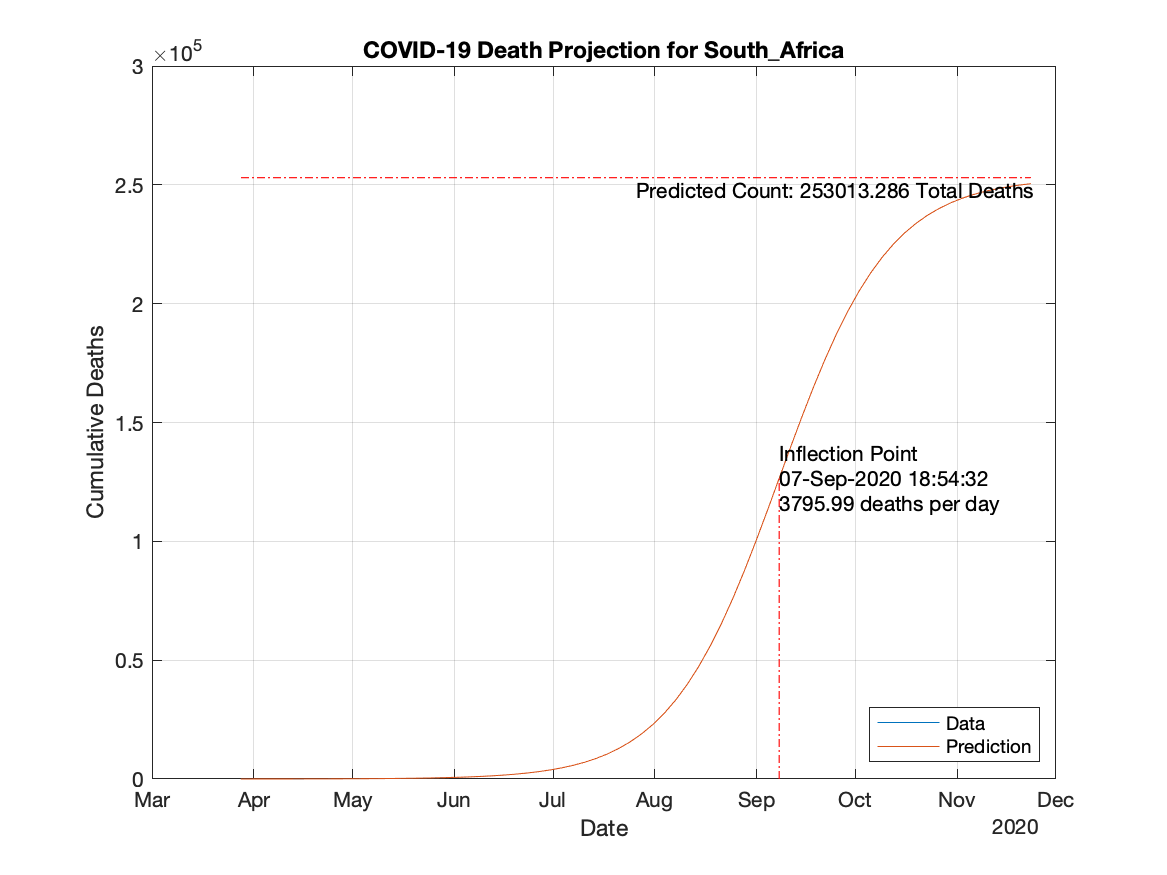 COVID-19 Death Projection for South_Africa
×10⁵
3
2.5
2
1.5
1
0.5
0
Cumulative Deaths
Predicted Count: 253013.286 Total Deaths
Inflection Point
07-Sep-2020 18:54:32
3795.99 deaths per day
Data
Prediction
Mar Apr May Jun Jul Aug Sep Oct Nov Dec
Date
2020